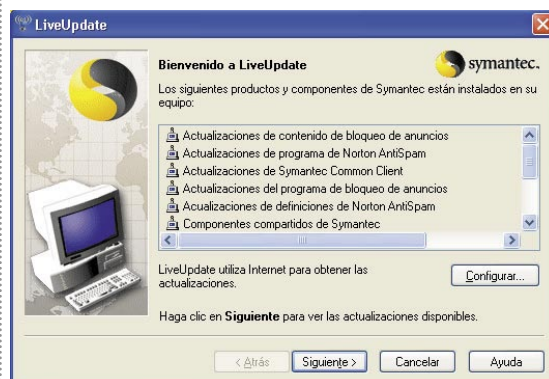 LiveUpdate
symantec.
Bienvenido a LiveUpdate
Los siguientes productos y componentes de Symantec están instalados en su
equipo:
Actualizaciones de contenido de bloqueo de anuncios
Actualizaciones de programa de Norton AntiSpam
Actualizaciones de Symantec Common Client
Actualizaciones del programa de bloqueo de anuncios
Acualizaciones de definiciones de Norton AntiSpam
Componentes compartidos de Symantec
LiveUpdate utiliza Internet para obtener las
actualizaciones.
Configurar...
Haga clic en Siguiente para ver las actualizaciones disponibles.
< Atrás
Siguiente >
Cancelar
Ayuda